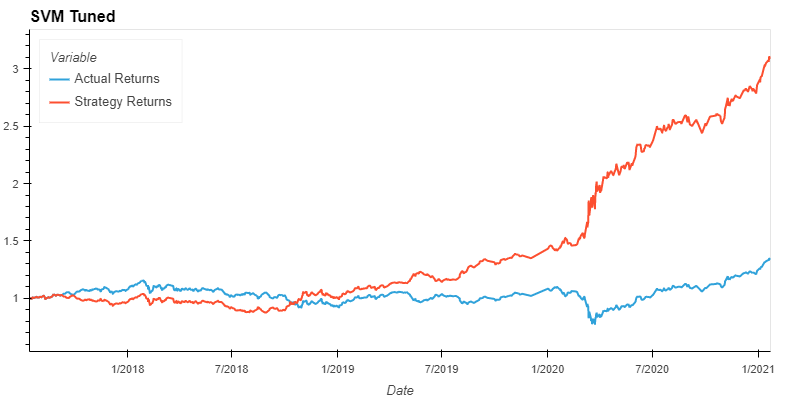 SVM Tuned
Variable
Actual Returns
Strategy Returns
3
2.5
2
1.5
1
1/2018
7/2018
1/2019
7/2019
1/2020
7/2020
1/2021
Date